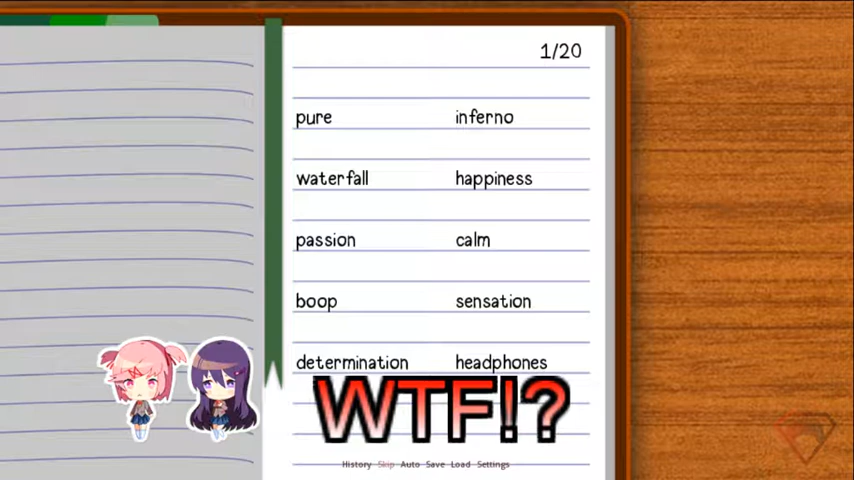 1/20
pure inferno
waterfall happiness
passion calm
boop sensation
determination headphones
WTF!?
History Skip Auto Save Load Settings